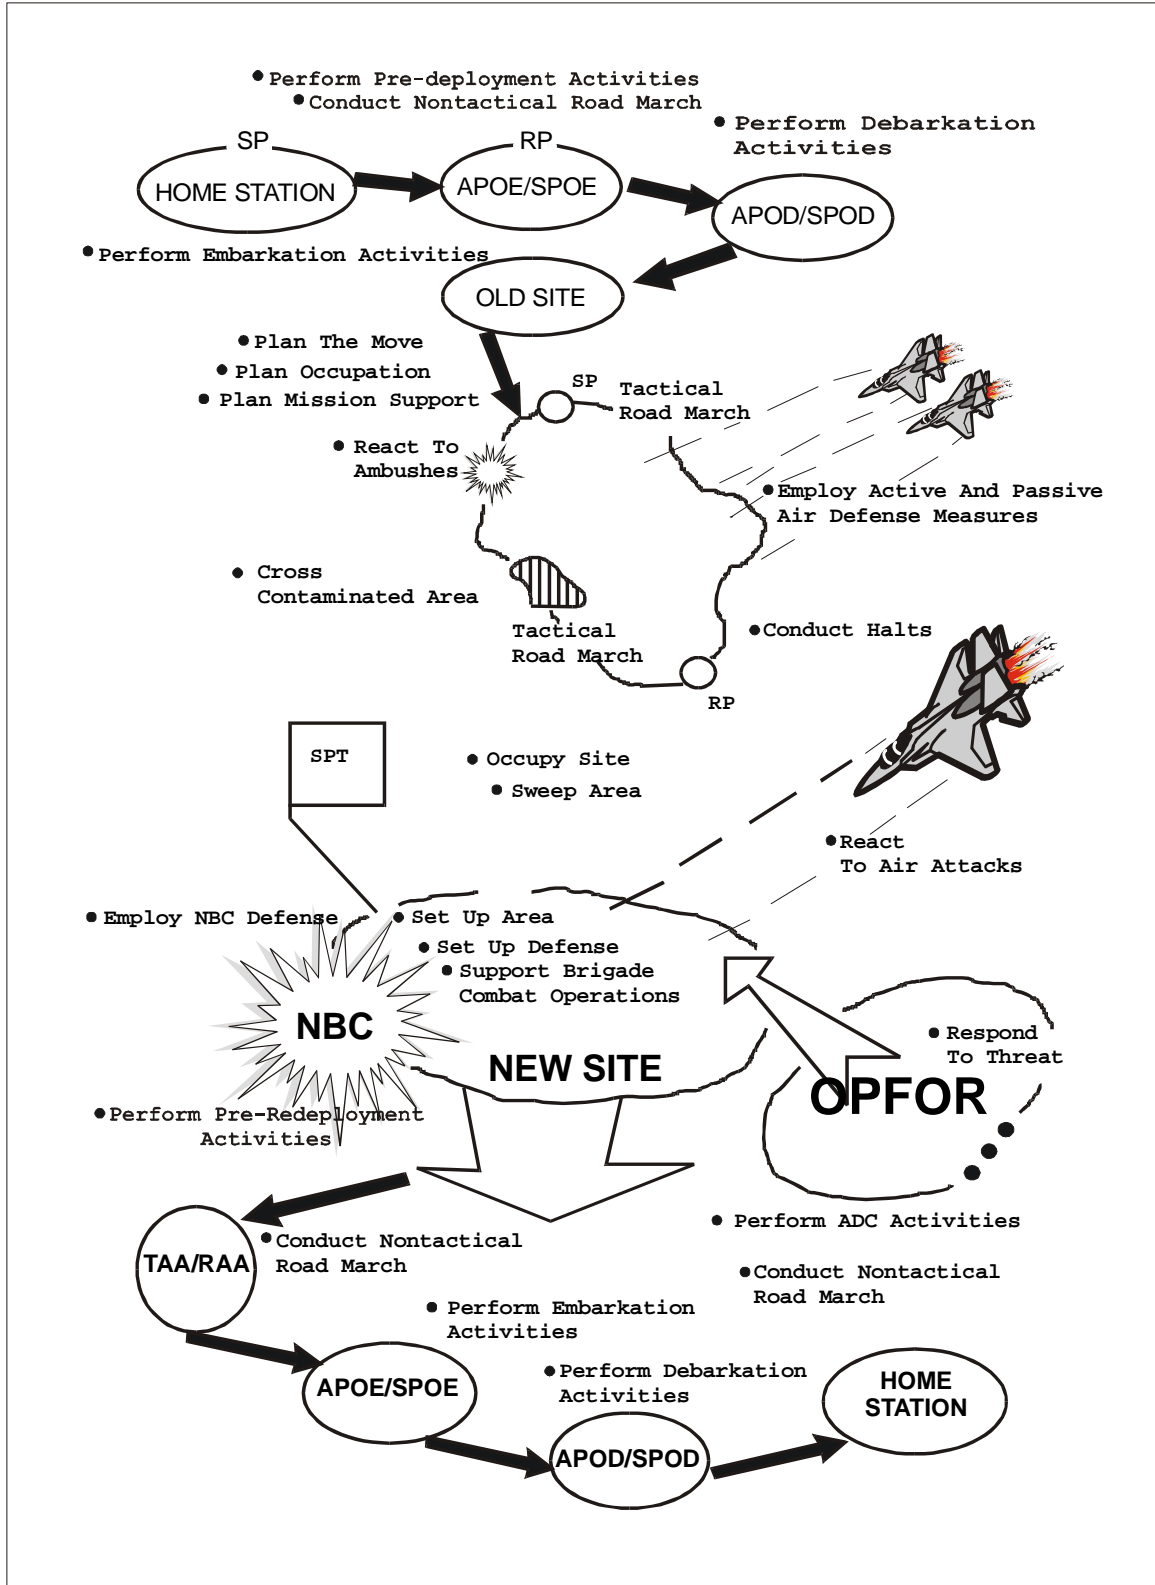 • Perform Pre-deployment Activities
• Conduct Nontactical Road March
• Perform Debarkation
Activities
SP
RP
HOME STATION
APOE/SPOE
APOD/SPOD
• Perform Embarkation Activities
OLD SITE
• Plan The Move
• Plan Occupation
• Plan Mission Support
SP
Tactical
Road March
• React To
Ambushes
• Employ Active And Passive
Air Defense Measures
• Cross
Contaminated Area
Tactical
Road March
• Conduct Halts
RP
SPT
• Occupy Site
• Sweep Area
• React
To Air Attacks
• Employ NBC Defense
• Set Up Area
• Set Up Defense
• Support Brigade
Combat Operations
NBC
NEW SITE
• Respond
To Threat
OPFOR
• Perform Pre-Redeployment
Activities
• Perform ADC Activities
TAA/RAA
• Conduct Nontactical
Road March
• Conduct Nontactical
Road March
• Perform Embarkation
Activities
• Perform Debarkation
Activities
APOE/SPOE
HOME
STATION
APOD/SPOD